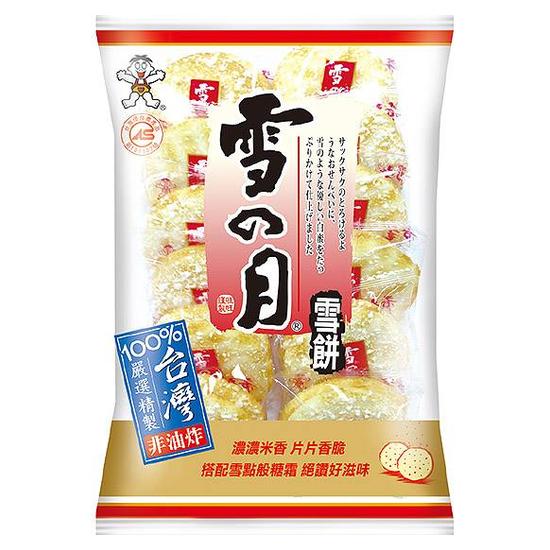 雪の月
サックサクのとろけるよ
うなおせんべいに、
雪のような優しい白蜜をたっ
ぷりかけて仕上げました
雪餅
®
100%
台灣
嚴選精製
非油炸
濃濃米香 片片香脆
搭配雪點般糖霜 絕讚好滋味
雪
雪
雪
雪